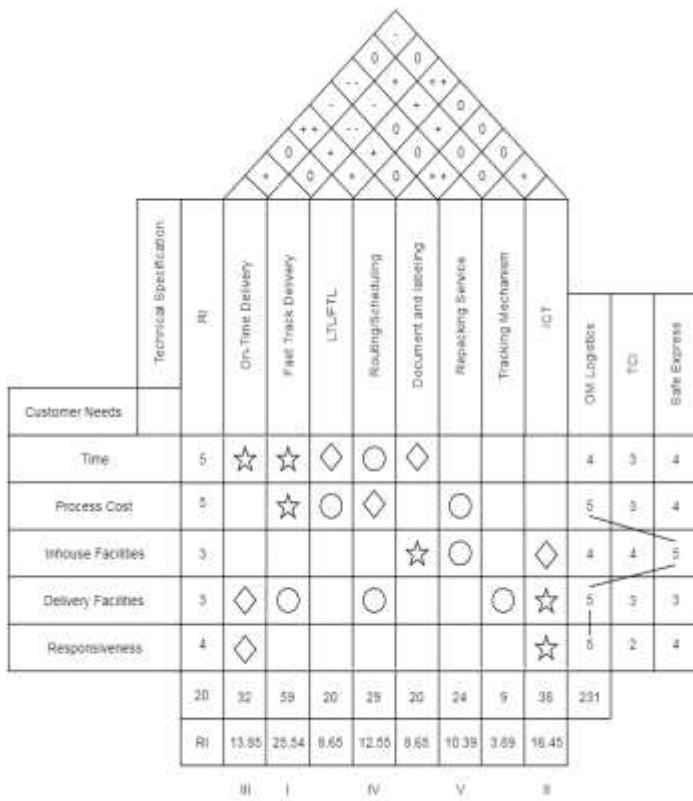 -
0 0
-- + ++
- - + 0
++ -- 0 + 0
0 + + 0 0 0
+ 0 + 0 ++ 0 +
Technical Specification
RI
On-Time Delivery
Fast Track Delivery
LTL/FTL
Routing/Scheduling
Document and labeling
Repacking Service
Tracking Mechanism
IOT
OM Logistics
TCI
Safe Express
Customer Needs
Time 5 4 3 4
Process Cost 5 5 3 4
Inhouse Facilities 3 4 4 5
Delivery Facilities 3 5 3 3
Responsiveness 4 5 2 4
20 32 59 20 29 20 24 9 38 231
RI 13.85 25.54 8.65 12.55 8.65 10.39 3.89 16.45
III I IV V II